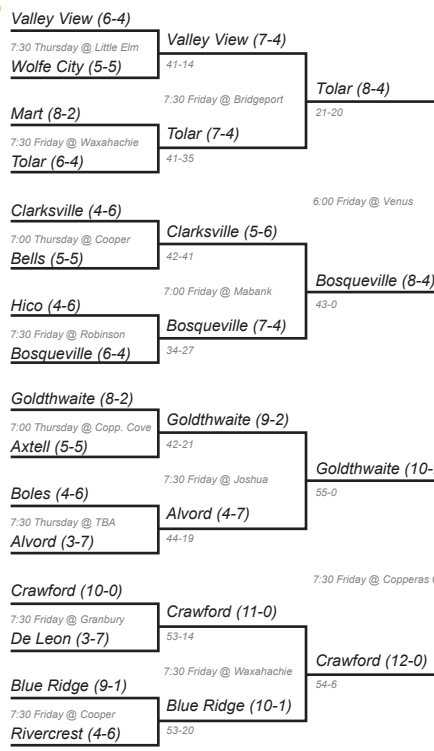 Valley View (6-4)
7:30 Thursday @ Little Elm
Wolfe City (5-5)
Valley View (7-4)
41-14
7:30 Friday @ Bridgeport
Mart (8-2)
7:30 Friday @ Waxahachie
Tolar (6-4)
Tolar (7-4)
41-35
Tolar (8-4)
21-20
6:00 Friday @ Venus
Clarksville (4-6)
7:00 Thursday @ Cooper
Bells (5-5)
Clarksville (5-6)
42-41
7:00 Friday @ Mabank
Hico (4-6)
7:30 Friday @ Robinson
Bosqueville (6-4)
Bosqueville (7-4)
34-27
Bosqueville (8-4)
43-0
Goldthwaite (8-2)
7:00 Thursday @ Copp. Cove
Axtell (5-5)
Goldthwaite (9-2)
42-21
7:30 Friday @ Joshua
Boles (4-6)
7:30 Thursday @ TBA
Alvord (3-7)
Alvord (4-7)
44-19
Goldthwaite (10-
55-0
7:30 Friday @ Copperas
Crawford (10-0)
7:30 Friday @ Granbury
De Leon (3-7)
Crawford (11-0)
53-14
7:30 Friday @ Waxahachie
Blue Ridge (9-1)
7:30 Friday @ Cooper
Rivercrest (4-6)
Blue Ridge (10-1)
53-20
Crawford (12-0)
54-6